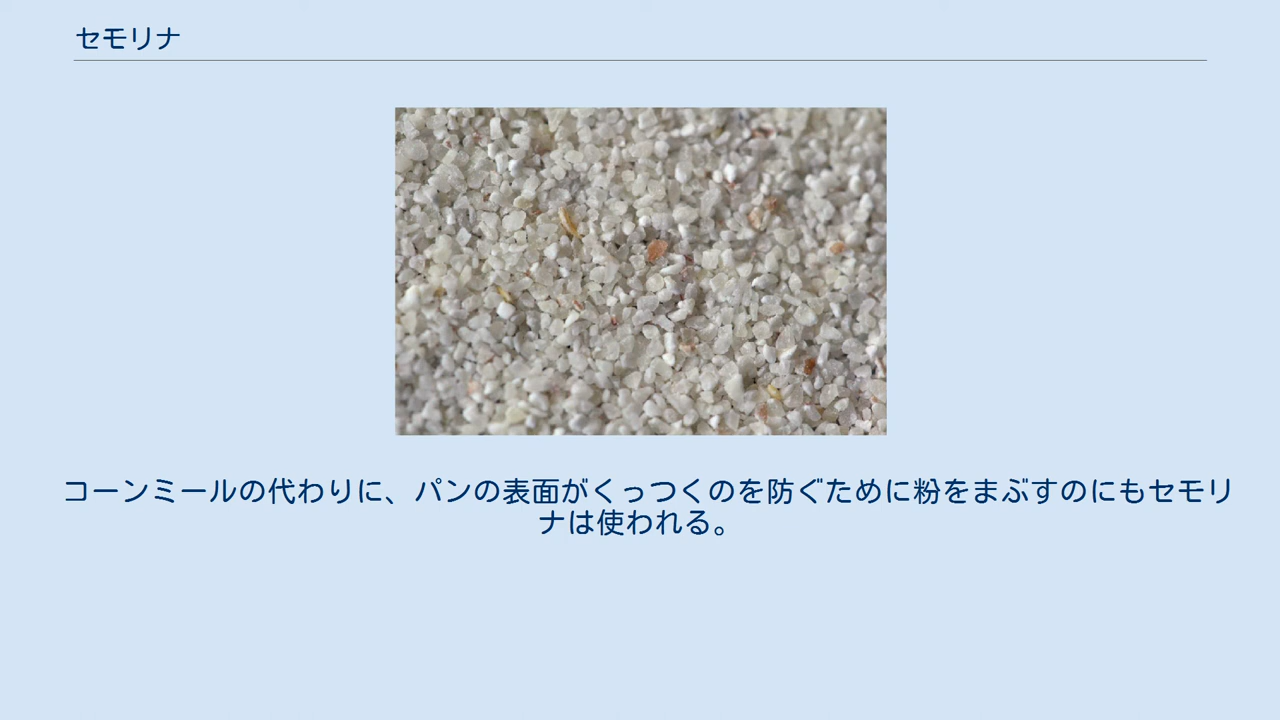 セモリナ
コーンミールの代わりに、パンの表面がくっつくのを防ぐために粉をまぶすのにもセモリ
ナは使われる。